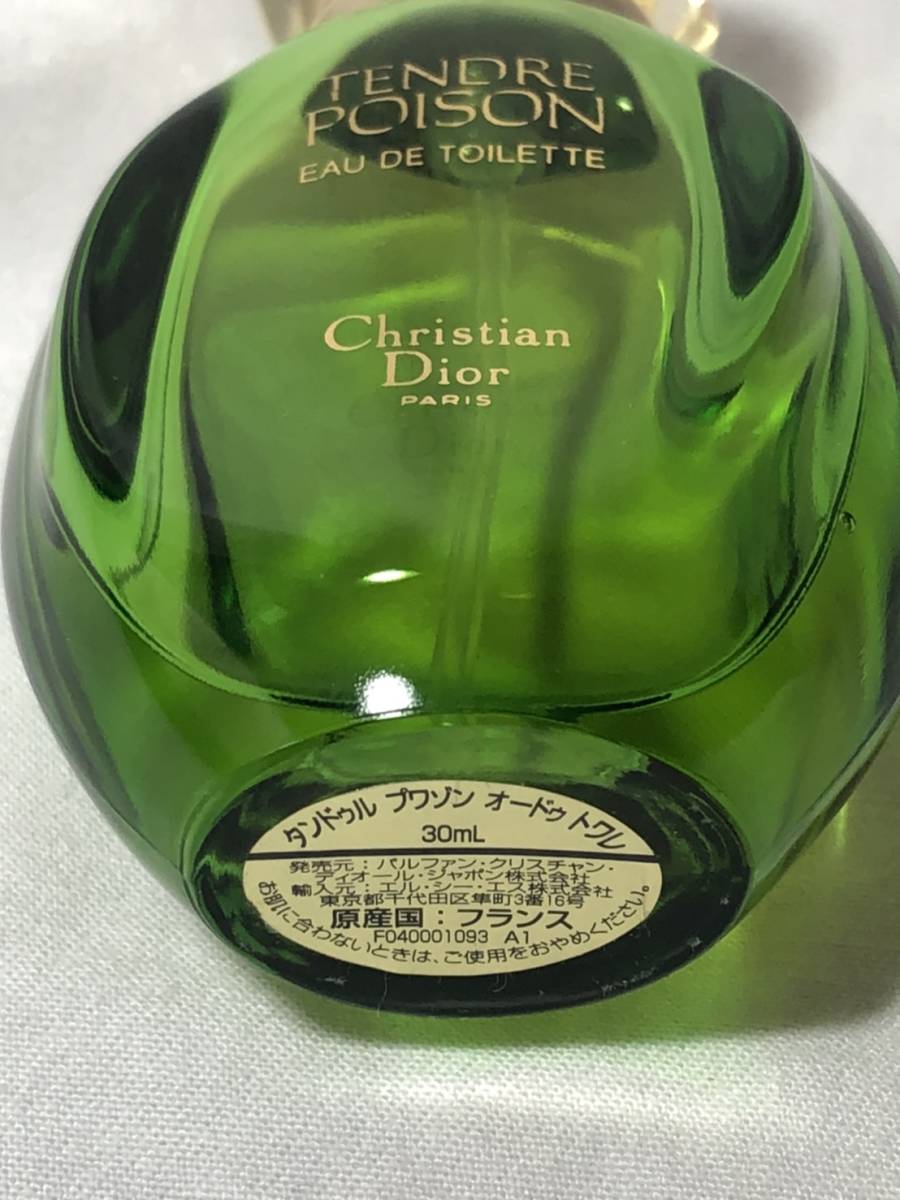 TENDRE
POISON
EAU DE TOILETTE
Christian
Dior
PARIS
タンドゥル プワゾン オードゥ トワレ
30mL
発売元：パルファン・クリスチャン・
ディオール・ジャポン株式会社
輸入元：エル・シー・エス株式会社
東京都千代田区隼町3番16号
原産国：フランス
F040001093 A1
お肌に合わないときは、ご使用をおやめください。